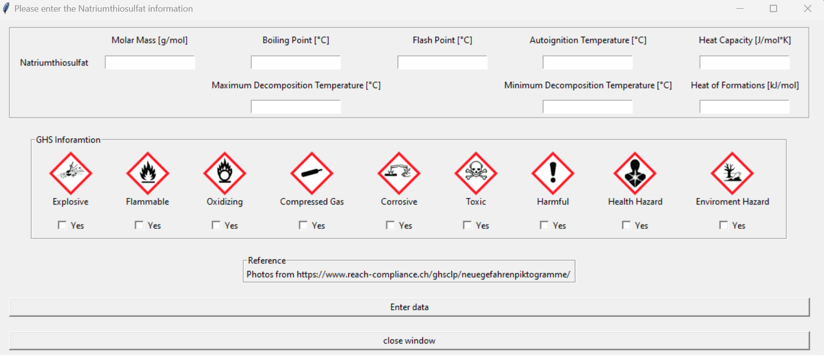 Please enter the Natriumthiosulfat information
Molar Mass [g/mol] Boiling Point [°C] Flash Point [°C] Autoignition Temperature [°C] Heat Capacity [J/mol*K]
Natriumthiosulfat
Maximum Decomposition Temperature [°C] Minimum Decomposition Temperature [°C] Heat of Formations [kJ/mol]
GHS Inforamtion
Explosive Flammable Oxidizing Compressed Gas Corrosive Toxic Harmful Health Hazard Enviroment Hazard
Yes Yes Yes Yes Yes Yes Yes Yes Yes
Reference
Photos from https://www.reach-compliance.ch/ghsclp/neuegefahrenpiktogramme/
Enter data
close window